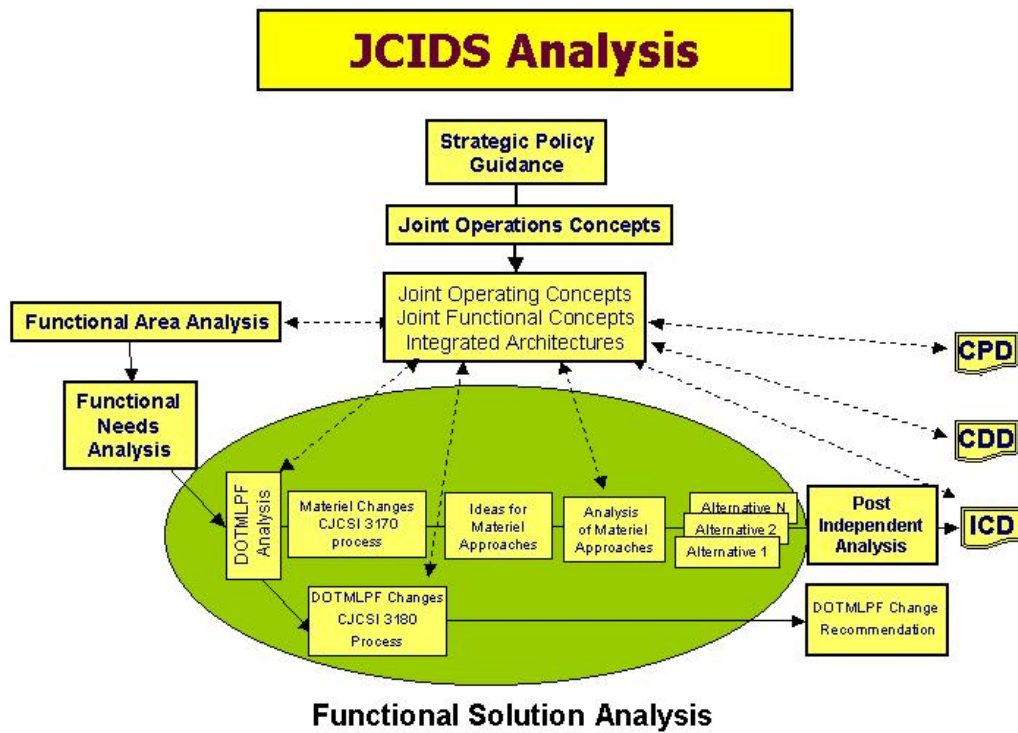 JCIDS Analysis
Strategic Policy
Guidance
Joint Operations Concepts
Joint Operating Concepts
Joint Functional Concepts
Integrated Architectures
Functional Area Analysis
CPD
Functional
Needs
Analysis
CDD
DOTMLPF
Analysis
Materiel Changes
CJCSI 3170
process
Ideas for
Materiel
Approaches
Analysis
of Materiel
Approaches
Alternative N
Alternative 2
Alternative 1
Post
Independent
Analysis
ICD
DOTMLPF Changes
CJCSI 3180
Process
DOTMLPF Change
Recommendation
Functional Solution Analysis